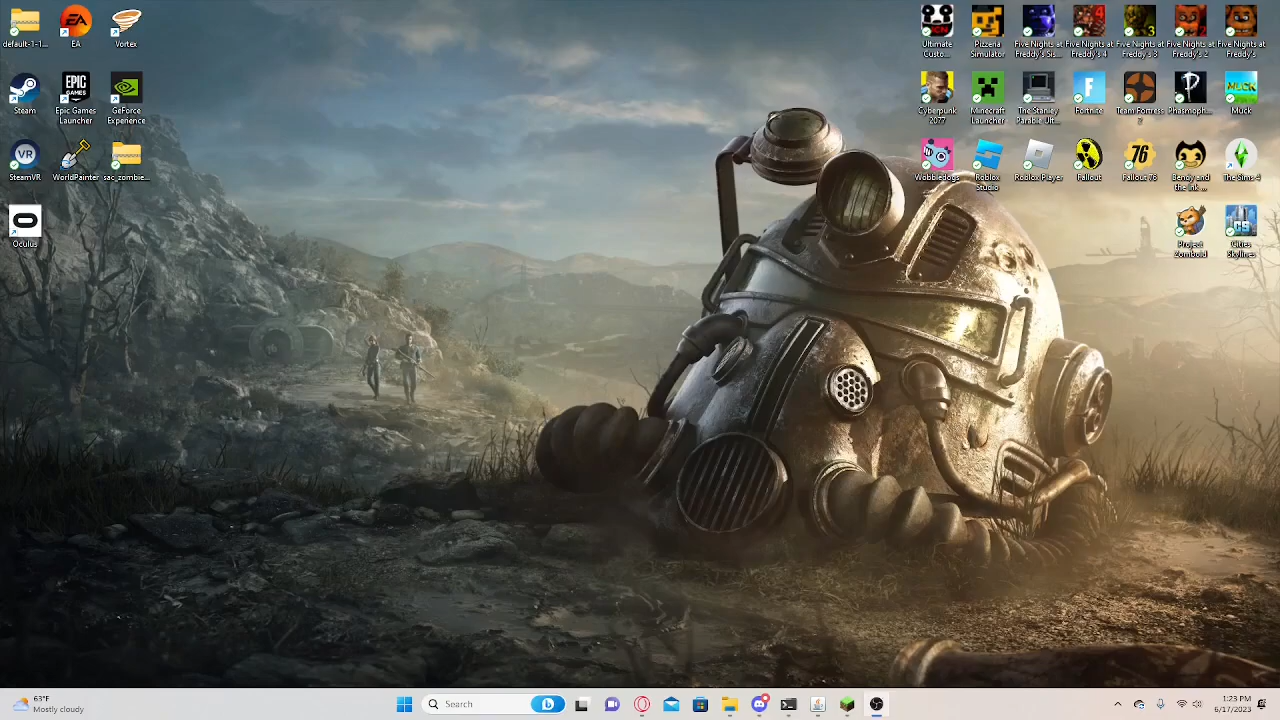 default-1-1...
EA
Vortex
Steam
Epic Games
Launcher
GeForce
Experience
SteamVR
WorldPainter
sac_zombie...
Oculus
Ultimate
Custo...
Pizzeria
Simulator
Five Nights at
Freddy's Sis...
Five Nights at
Freddy's 4
Five Nights at
Freddy's 3
Five Nights at
Freddy's 2
Five Nights at
Freddy's
Cyberpunk
2077
Minecraft
Launcher
The Stanley
Parable Ult...
Fortnite
Team Fortress
2
Phasmoph...
Muck
Wobbledogs
Roblox
Studio
Roblox Player
Fallout
Fallout 76
Bendy and
the Ink ...
The Sims 4
Project
Zomboid
Cities
Skylines
63°F
Mostly cloudy
Search
1:23 PM
6/17/2023